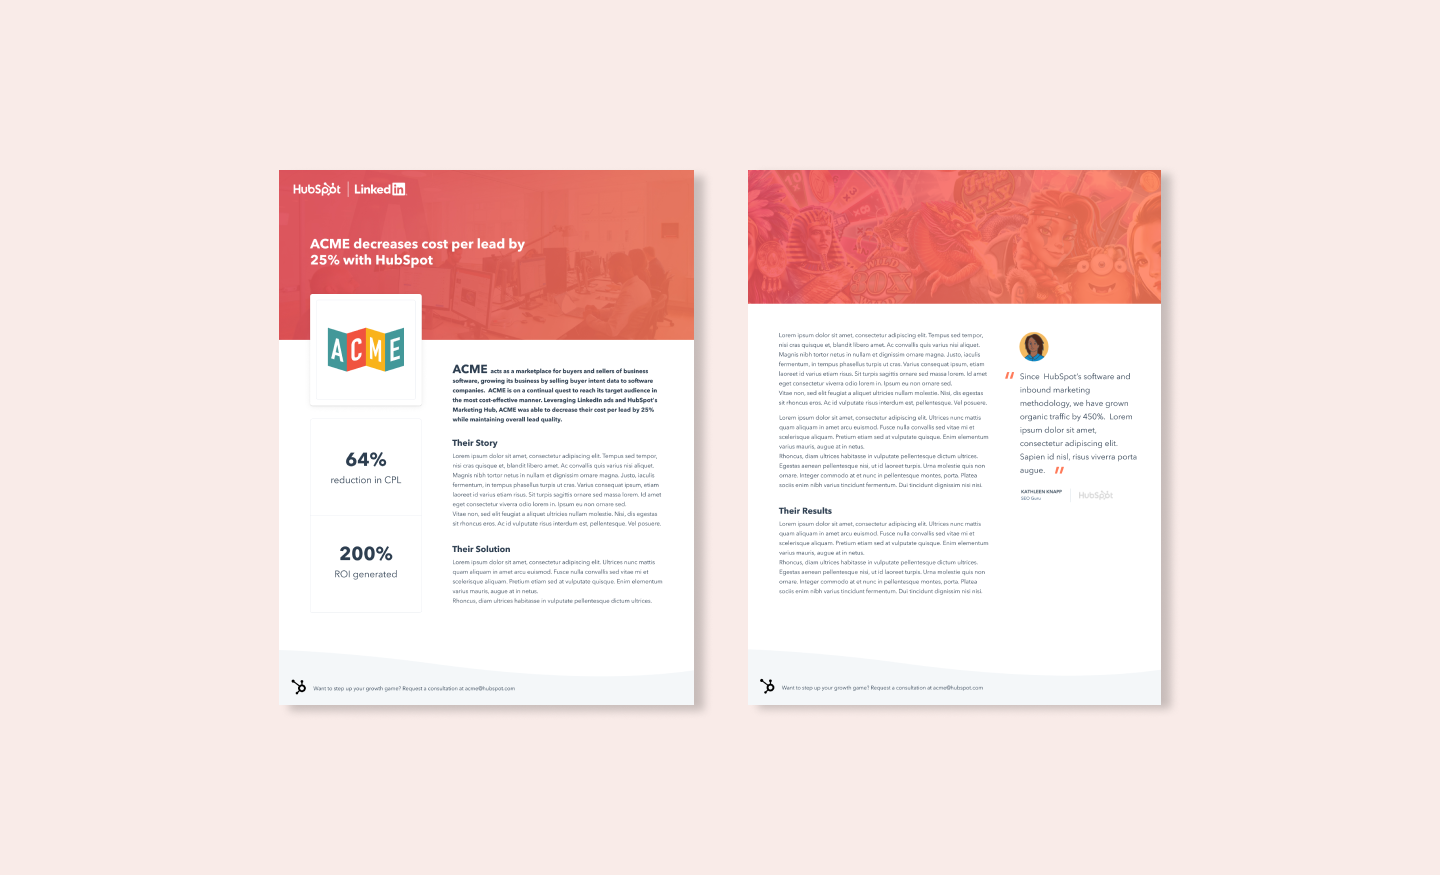 HubSpot | Linked in
ACME decreases cost per lead by
25% with HubSpot
ACME
64%
reduction in CPL
200%
ROI generated
ACME acts as a marketplace for buyers and sellers of business
software, growing its business by selling buyer intent data to software
companies. ACME is on a continual quest to reach its target audience in
the most cost-effective manner. Leveraging LinkedIn ads and HubSpot's
Marketing Hub, ACME was able to decrease their cost per lead by 25%
while maintaining overall lead quality.
Their Story
Lorem ipsum dolor sit amet, consectetur adipiscing elit. Tempus sed tempor,
nisi cras quisque et, blandit libero amet. Ac convallis quis varius nisi aliquet.
Magnis nibh tortor netus in nullam et dignissim ornare magna. Justo, iaculis
fermentum, in tempus phasellus turpis ut cras. Varius consequat ipsum, etiam
laoreet id varius etiam risus. Sit turpis sagittis ornare sed massa lorem. Id amet
eget consectetur viverra odio lorem in. Ipsum eu non ornare sed.
Vitae non, sed elit feugiat a aliquet ultricies nullam molestie. Nisi, dis egestas
sit rhoncus eros. Ac id vulputate risus interdum est, pellentesque. Vel posuere.
Their Solution
Lorem ipsum dolor sit amet, consectetur adipiscing elit. Ultrices nunc mattis
quam aliquam in amet arcu euismod. Fusce nulla convallis sed vitae mi et
scelerisque aliquam. Pretium etiam sed at vulputate quisque. Enim elementum
varius mauris, augue at in netus.
Rhoncus, diam ultrices habitasse in vulputate pellentesque dictum ultrices.
Want to step up your growth game? Request a consultation at acme@hubspot.com
Lorem ipsum dolor sit amet, consectetur adipiscing elit. Tempus sed tempor,
nisi cras quisque et, blandit libero amet. Ac convallis quis varius nisi aliquet.
Magnis nibh tortor netus in nullam et dignissim ornare magna. Justo, iaculis
fermentum, in tempus phasellus turpis ut cras. Varius consequat ipsum, etiam
laoreet id varius etiam risus. Sit turpis sagittis ornare sed massa lorem. Id amet
eget consectetur viverra odio lorem in. Ipsum eu non ornare sed.
Vitae non, sed elit feugiat a aliquet ultricies nullam molestie. Nisi, dis egestas
sit rhoncus eros. Ac id vulputate risus interdum est, pellentesque. Vel posuere.
Lorem ipsum dolor sit amet, consectetur adipiscing elit. Ultrices nunc mattis
quam aliquam in amet arcu euismod. Fusce nulla convallis sed vitae mi et
scelerisque aliquam. Pretium etiam sed at vulputate quisque. Enim elementum
varius mauris, augue at in netus.
Rhoncus, diam ultrices habitasse in vulputate pellentesque dictum ultrices.
Egestas aenean pellentesque nisi, ut id laoreet turpis. Urna molestie quis non
ornare. Integer commodo at et nunc in pellentesque montes, porta. Platea
sociis enim nibh varius tincidunt fermentum. Dui tincidunt dignissim nisi nisi.
Their Results
Lorem ipsum dolor sit amet, consectetur adipiscing elit. Ultrices nunc mattis
quam aliquam in amet arcu euismod. Fusce nulla convallis sed vitae mi et
scelerisque aliquam. Pretium etiam sed at vulputate quisque. Enim elementum
varius mauris, augue at in netus.
Rhoncus, diam ultrices habitasse in vulputate pellentesque dictum ultrices.
Egestas aenean pellentesque nisi, ut id laoreet turpis. Urna molestie quis non
ornare. Integer commodo at et nunc in pellentesque montes, porta. Platea
sociis enim nibh varius tincidunt fermentum. Dui tincidunt dignissim nisi nisi.
“ Since HubSpot's software and
inbound marketing
methodology, we have grown
organic traffic by 450%. Lorem
ipsum dolor sit amet,
consectetur adipiscing elit.
Sapien id nisl, risus viverra porta
augue. ”
KATHLEEN KNAPP
SEO Guru
HubSpot
Want to step up your growth game? Request a consultation at acme@hubspot.com